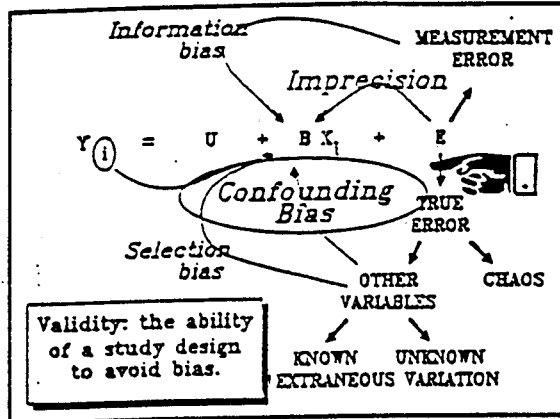 Information
bias
MEASUREMENT
ERROR
Imprecision
Y i = U + B X i + E
Confounding
Bias
TRUE
ERROR
Selection
bias
OTHER
VARIABLES
CHAOS
Validity: the ability
of a study design
to avoid bias.
KNOWN UNKNOWN
EXTRANEOUS VARIATION